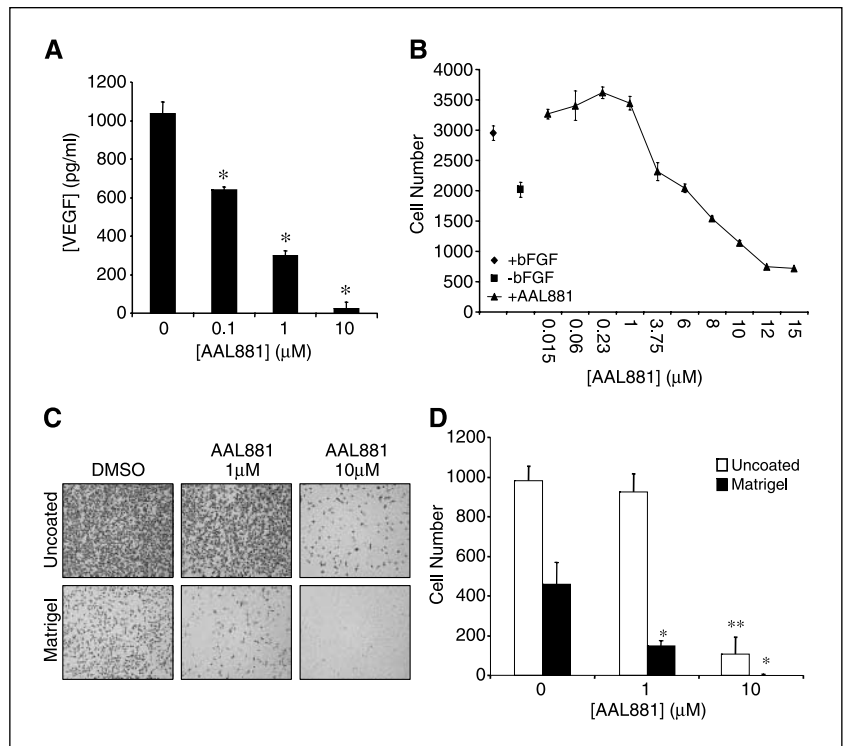 A
1200
1000
800
600
400
200
0
[VEGF] (pg/ml)
*
*
*
0 0.1 1 10
[AAL881] (μM)
B
4000
3500
3000
2500
2000
1500
1000
500
0
Cell Number
+bFGF
-bFGF
+AAL881
0.015 0.06 0.23 1 3.75 6 8 10 12 15
[AAL881] (μM)
C
DMSO
AAL881
1μM
AAL881
10μM
Uncoated
Matrigel
D
1200
1000
800
600
400
200
0
Cell Number
Uncoated
Matrigel
*
**
*
0 1 10
[AAL881] (μM)